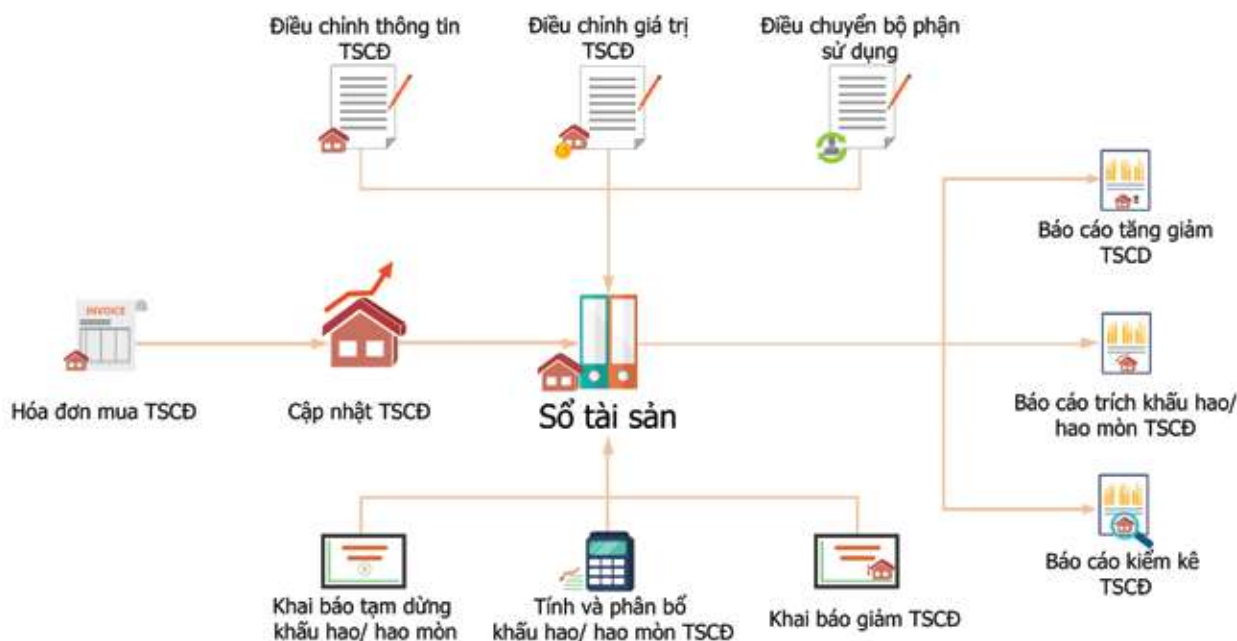 Điều chỉnh thông tin
TSCĐ
Điều chỉnh giá trị
TSCĐ
Điều chuyển bộ phận
sử dụng
Báo cáo tăng giảm
TSCD
INVOICE
Hóa đơn mua TSCĐ
Cập nhật TSCĐ
Sổ tài sản
Báo cáo trích khấu hao/
hao mòn TSCĐ
Khai báo tạm dừng
khấu hao/ hao mòn
Tính và phân bổ
khấu hao/ hao mòn TSCĐ
Khai báo giảm TSCĐ
Báo cáo kiểm kê
TSCĐ